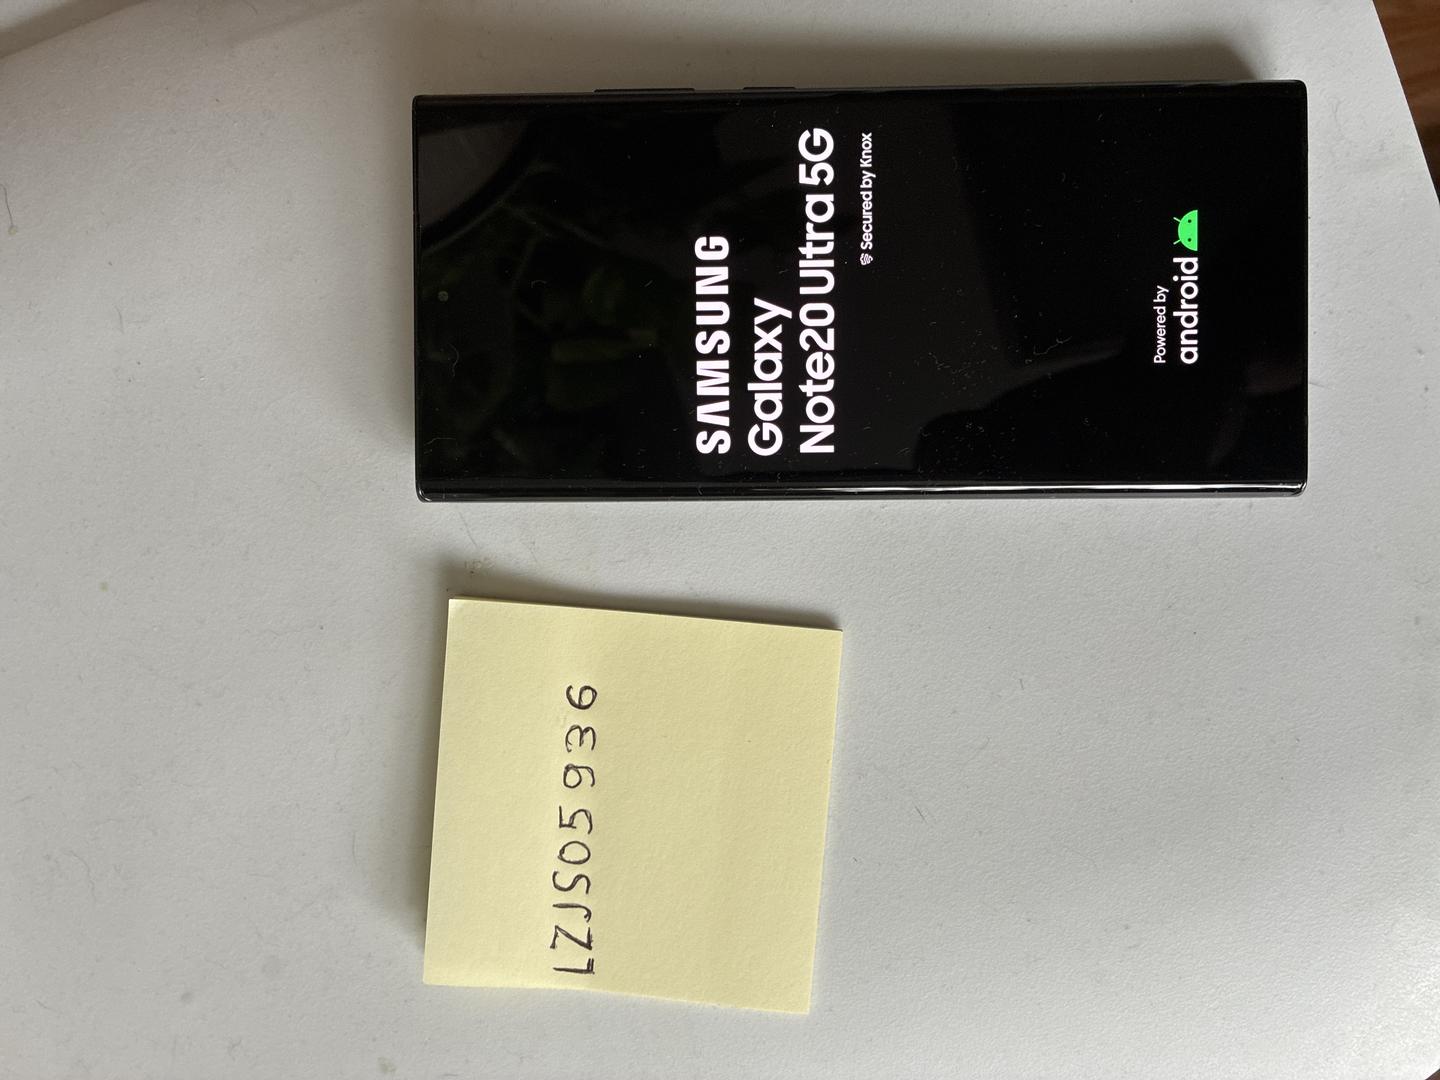 SAMSUNG
Galaxy
Note20 Ultra 5G
Secured by Knox
Powered by
android
LZJS05936